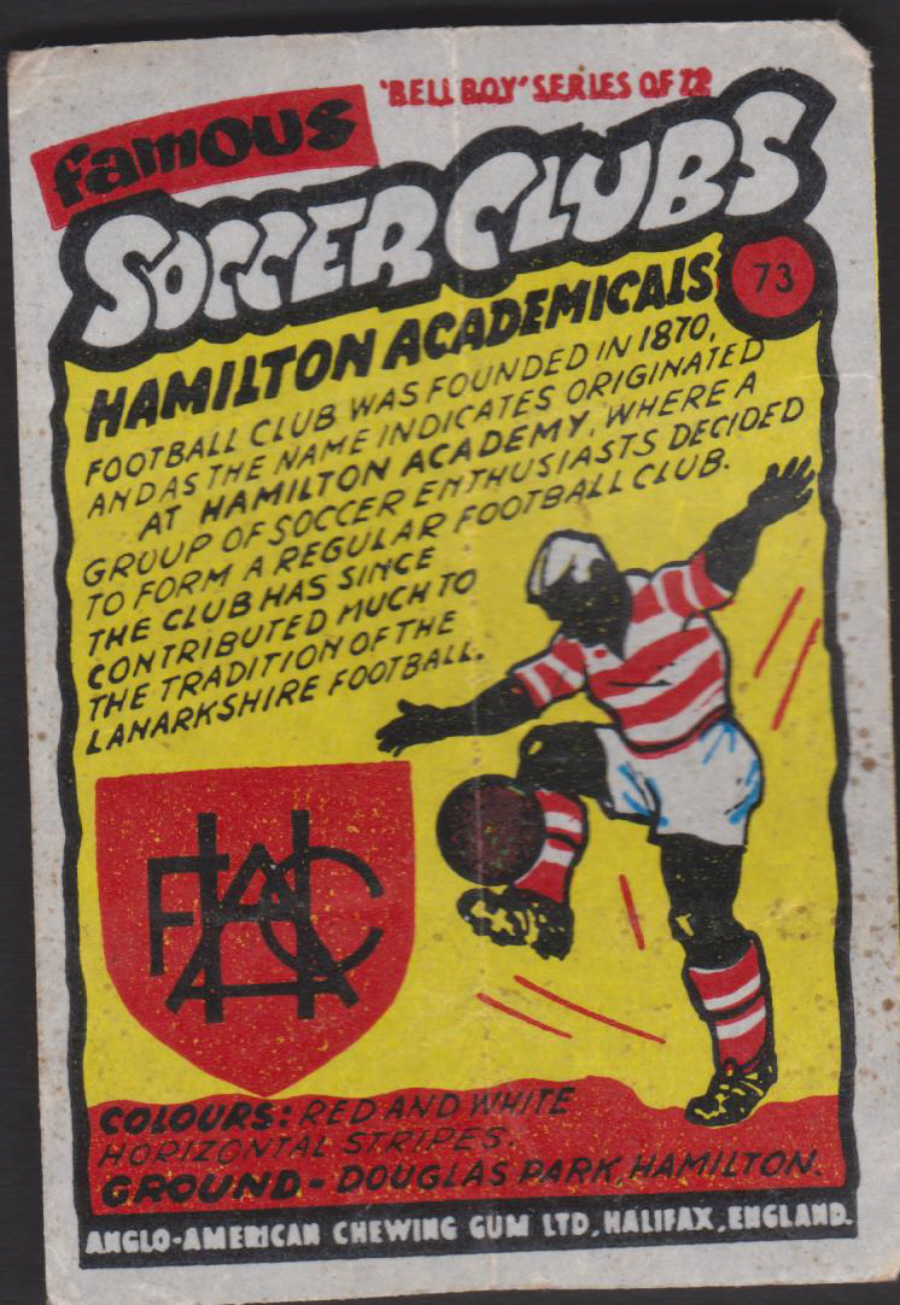 famous
'BELL BOY' SERIES OF 72
SOCCER CLUBS
73
HAMILTON ACADEMICALS
FOOTBALL CLUB WAS FOUNDED IN 1870,
AND AS THE NAME INDICATES ORIGINATED
AT HAMILTON ACADEMY, WHERE A
GROUP OF SOCCER ENTHUSIASTS DECIDED
TO FORM A REGULAR FOOTBALL CLUB.
THE CLUB HAS SINCE
CONTRIBUTED MUCH TO
THE TRADITION OF THE
LANARKSHIRE FOOTBALL.
HAAFC
COLOURS: RED AND WHITE
HORIZONTAL STRIPES.
GROUND - DOUGLAS PARK, HAMILTON.
ANGLO-AMERICAN CHEWING GUM LTD, HALIFAX, ENGLAND.